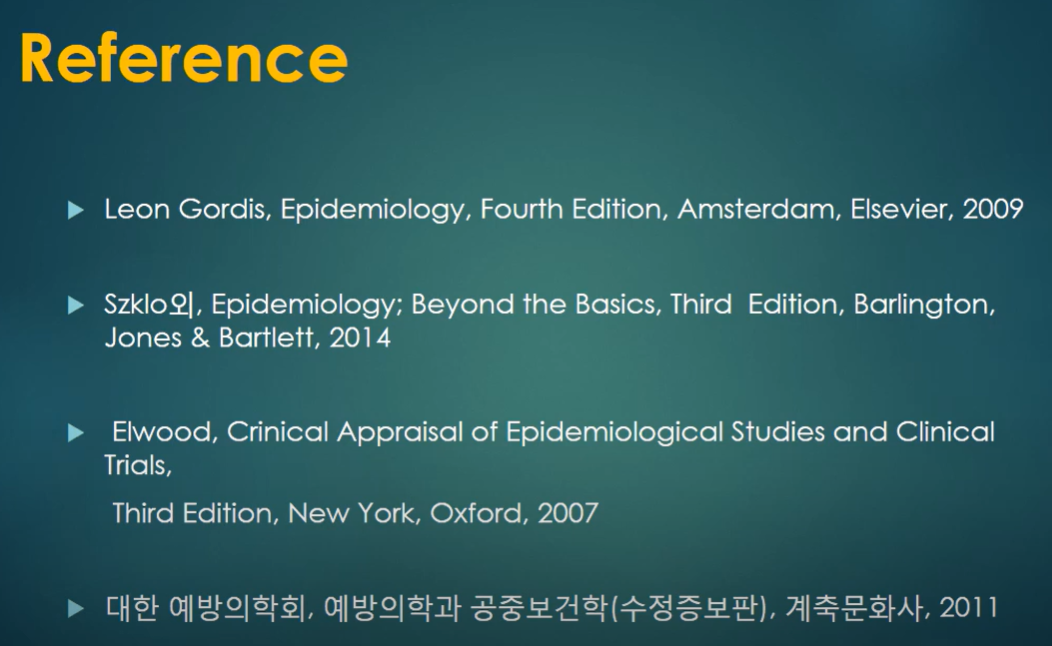 Reference
Leon Gordis, Epidemiology, Fourth Edition, Amsterdam, Elsevier, 2009
Szklo외, Epidemiology; Beyond the Basics, Third Edition, Barlington,
Jones & Bartlett, 2014
Elwood, Crinical Appraisal of Epidemiological Studies and Clinical
Trials,
Third Edition, New York, Oxford, 2007
대한 예방의학회, 예방의학과 공중보건학(수정증보판), 계축문화사, 2011